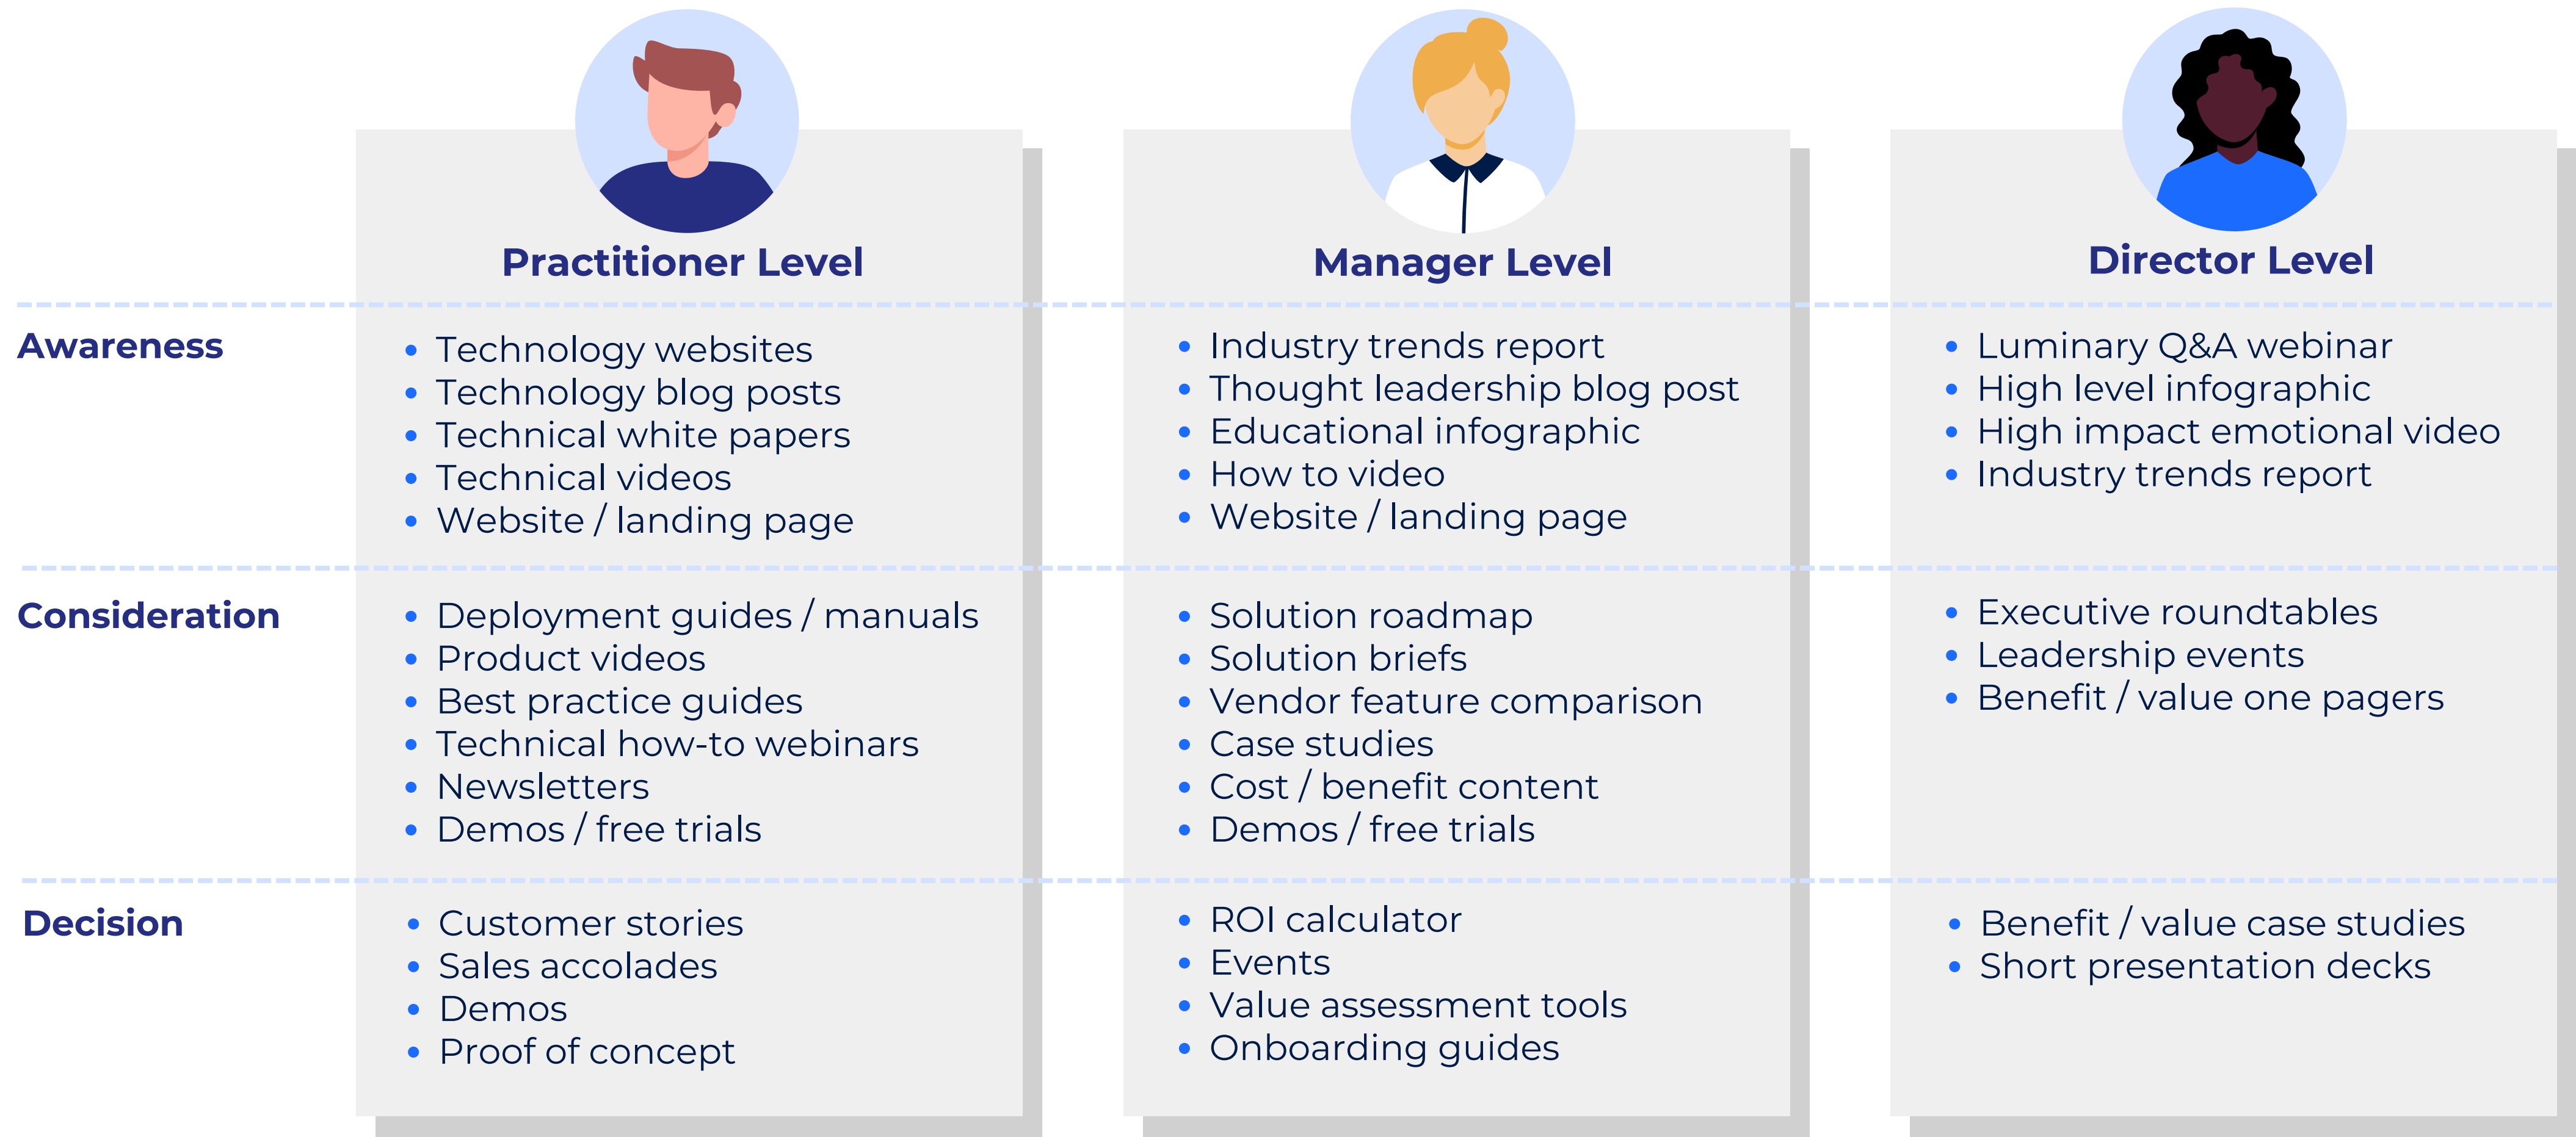 Practitioner Level
Manager Level
Director Level
Awareness
• Technology websites
• Technology blog posts
• Technical white papers
• Technical videos
• Website / landing page
• Industry trends report
• Thought leadership blog post
• Educational infographic
• How to video
• Website / landing page
• Luminary Q&A webinar
• High level infographic
• High impact emotional video
• Industry trends report
Consideration
• Deployment guides / manuals
• Product videos
• Best practice guides
• Technical how-to webinars
• Newsletters
• Demos / free trials
• Solution roadmap
• Solution briefs
• Vendor feature comparison
• Case studies
• Cost / benefit content
• Demos / free trials
• Executive roundtables
• Leadership events
• Benefit / value one pagers
Decision
• Customer stories
• Sales accolades
• Demos
• Proof of concept
• ROI calculator
• Events
• Value assessment tools
• Onboarding guides
• Benefit / value case studies
• Short presentation decks